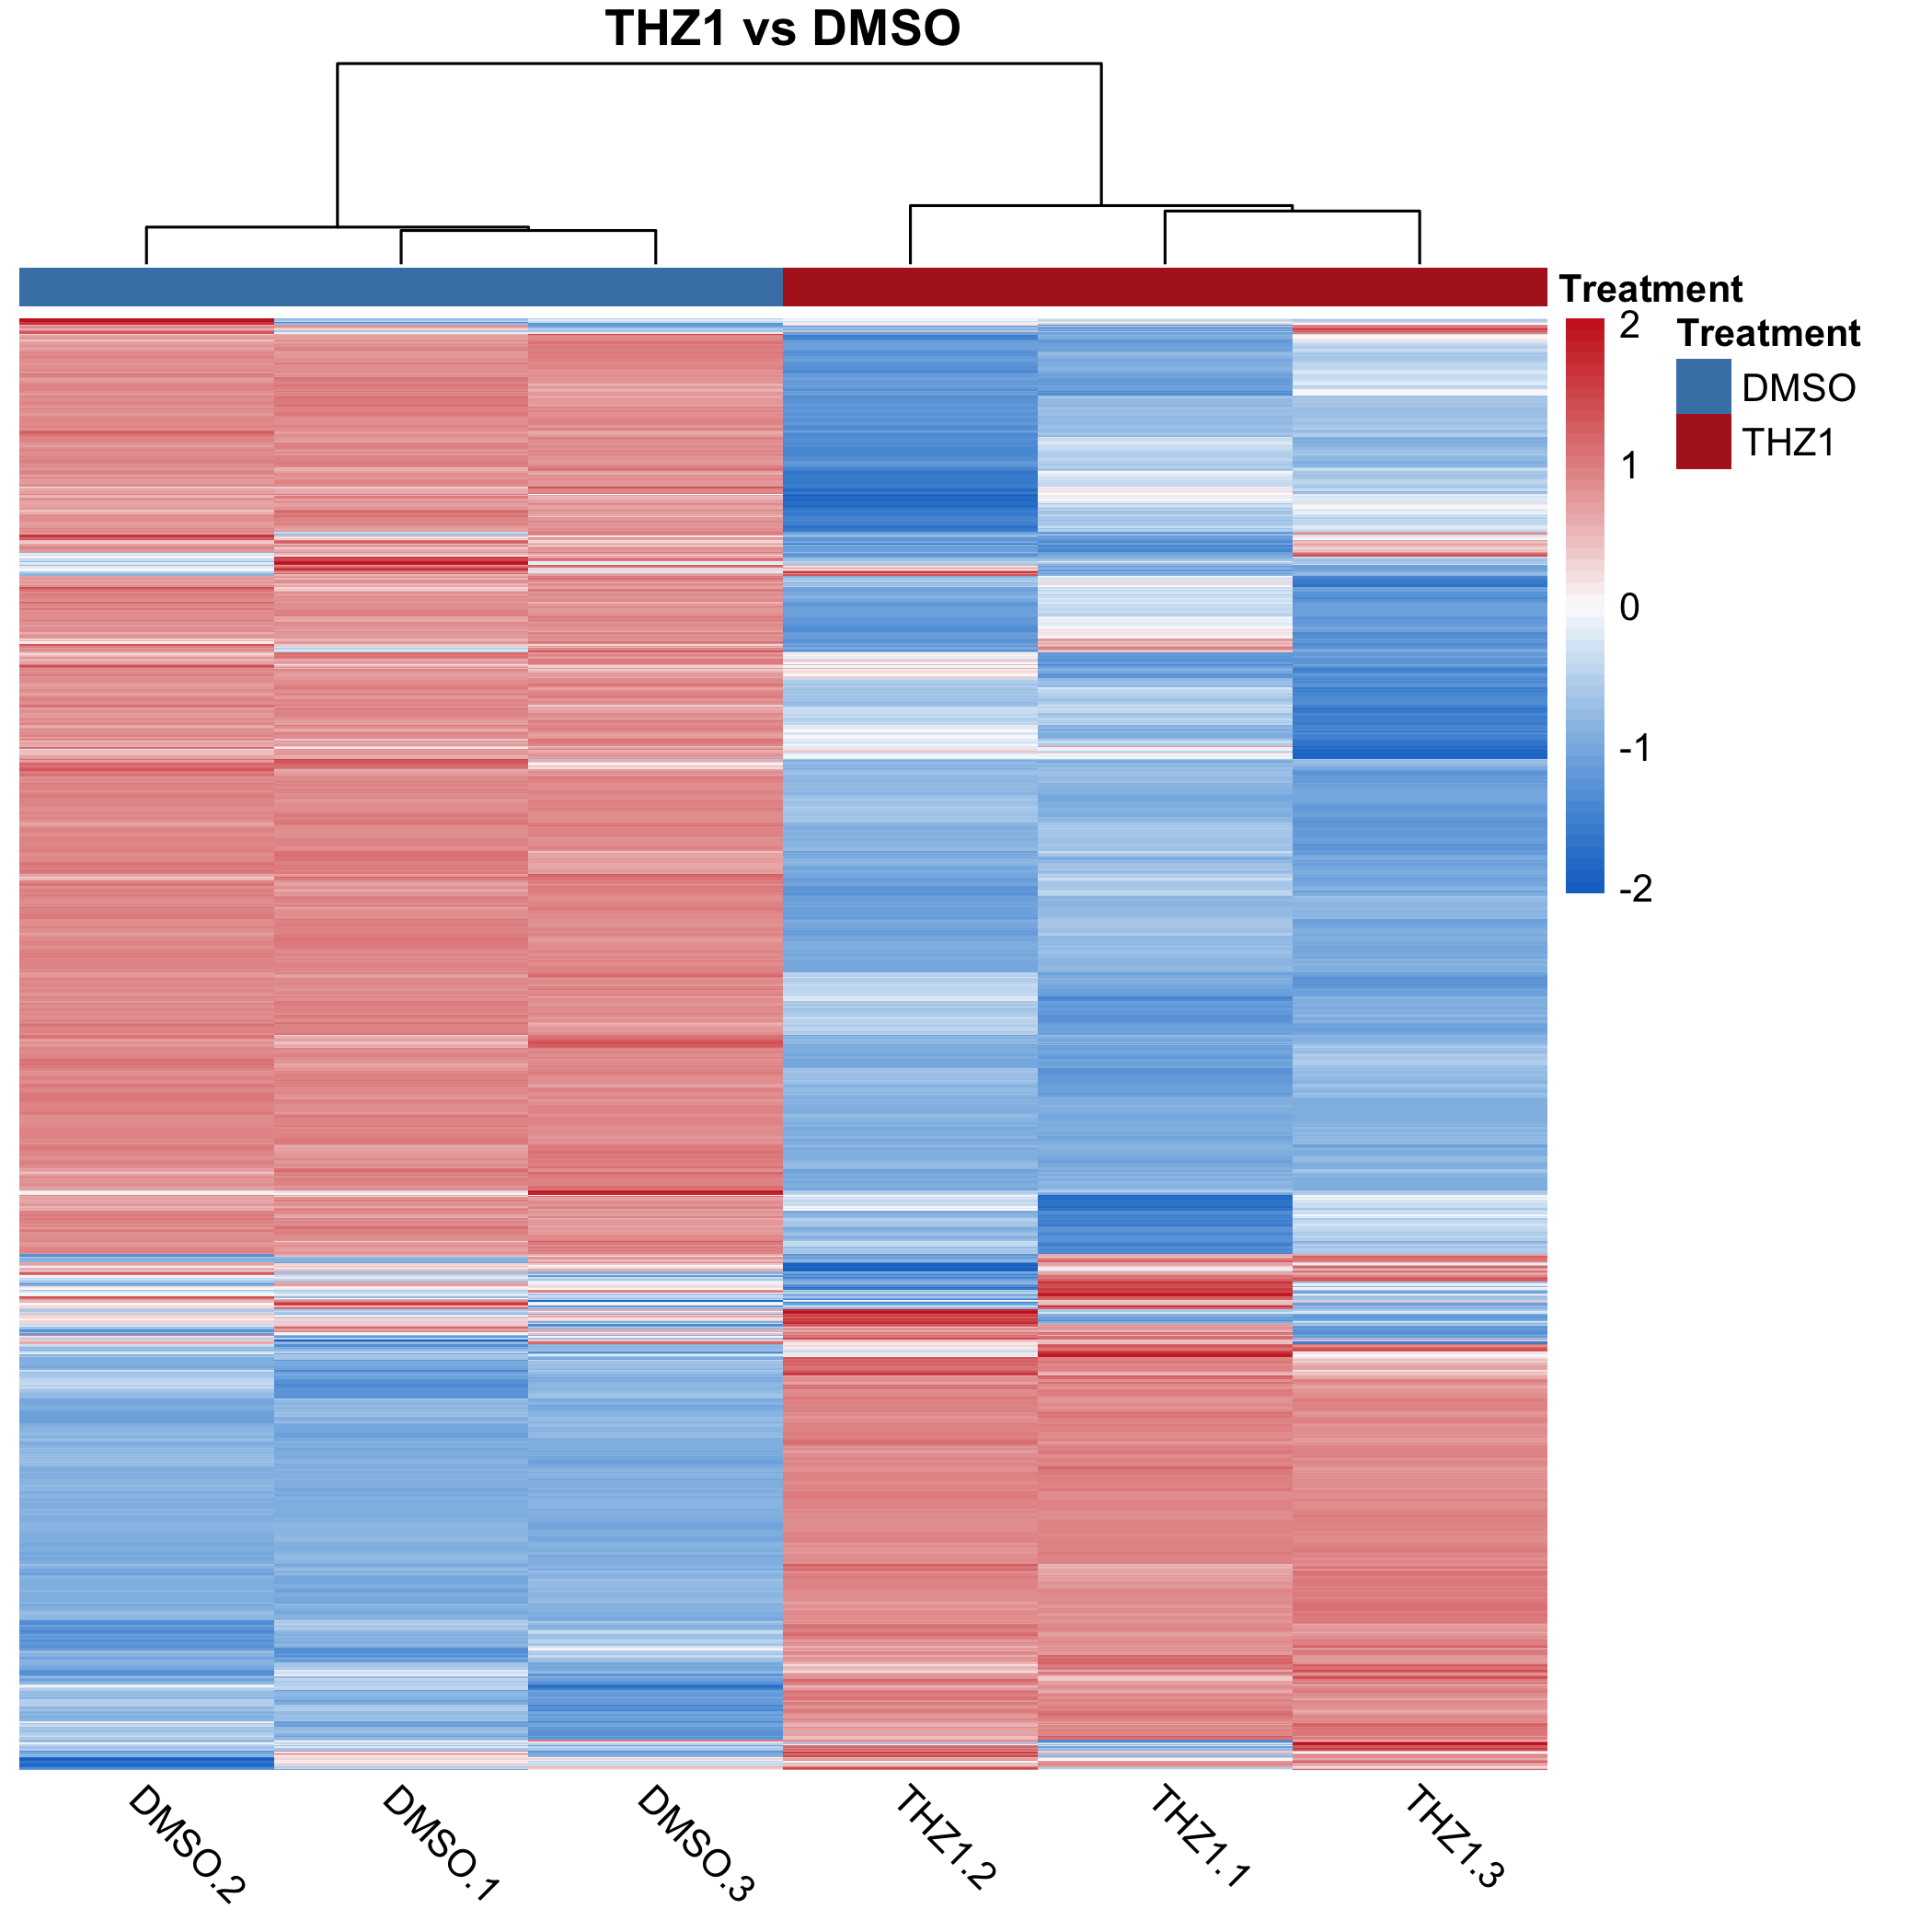 THZ1 vs DMSO
Treatment
2
1
0
-1
-2
Treatment
DMSO
THZ1
DMSO.2
DMSO.1
DMSO.3
THZ1.2
THZ1.1
THZ1.3